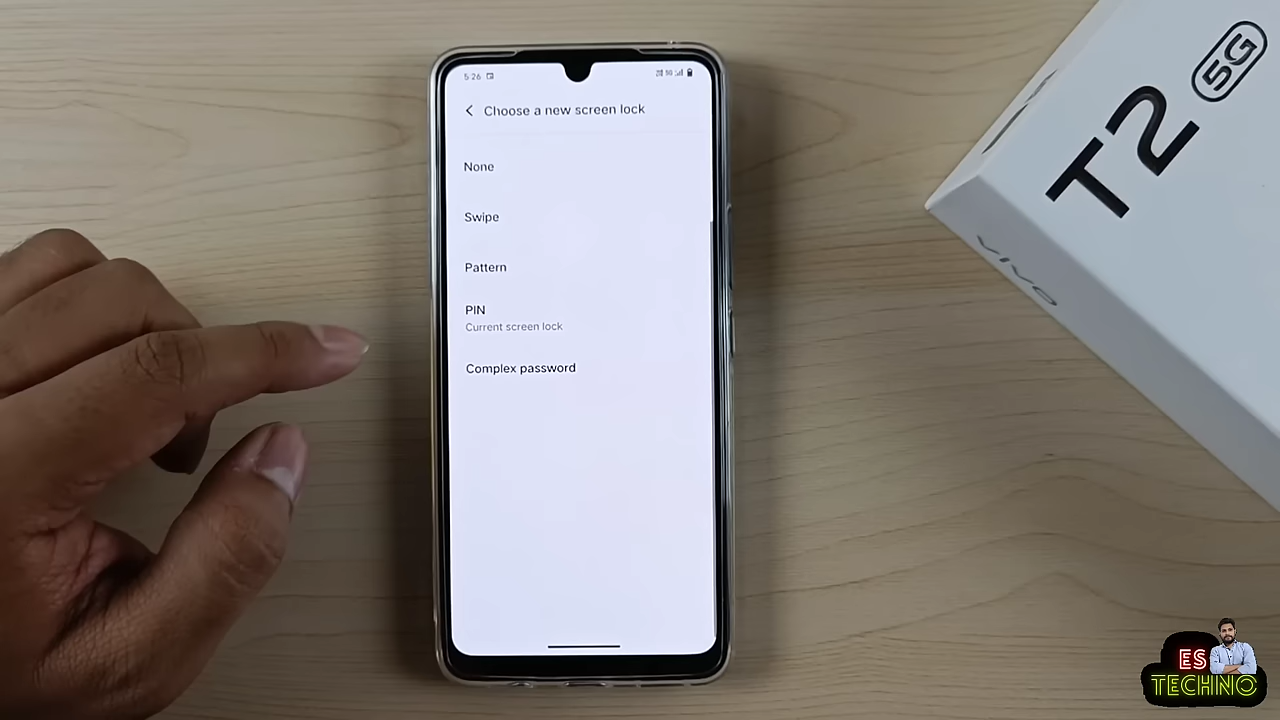 5:26
Choose a new screen lock
None
Swipe
Pattern
PIN
Current screen lock
Complex password
T2 5G
vivo
ES
TECHNO